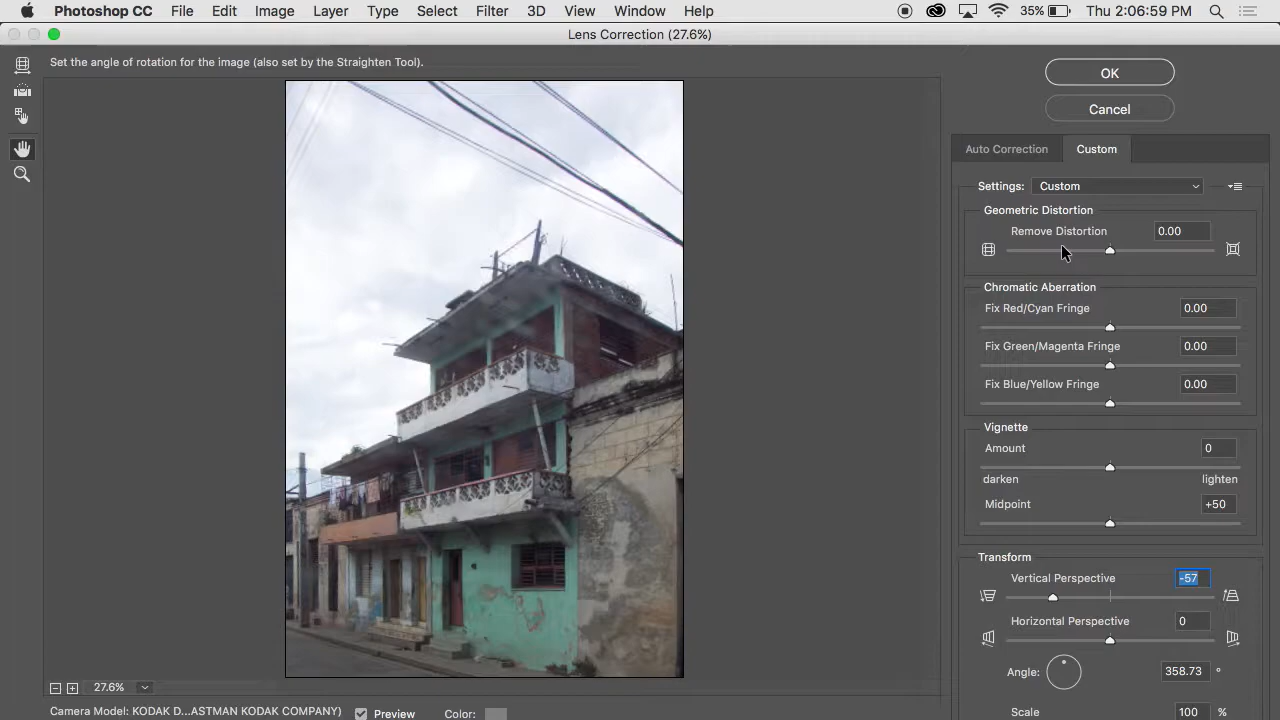 Photoshop CC File Edit Image Layer Type Select Filter 3D View Window Help 35% Thu 2:06:59 PM
Lens Correction (27.6%)
Set the angle of rotation for the image (also set by the Straighten Tool).
OK
Cancel
Auto Correction Custom
Settings: Custom
Geometric Distortion
Remove Distortion 0.00
Chromatic Aberration
Fix Red/Cyan Fringe 0.00
Fix Green/Magenta Fringe 0.00
Fix Blue/Yellow Fringe 0.00
Vignette
Amount 0
darken lighten
Midpoint +50
Transform
Vertical Perspective -57
Horizontal Perspective 0
Angle: 358.73 °
Scale 100 %
27.6%
Camera Model: KODAK D...ASTMAN KODAK COMPANY) Preview Color: